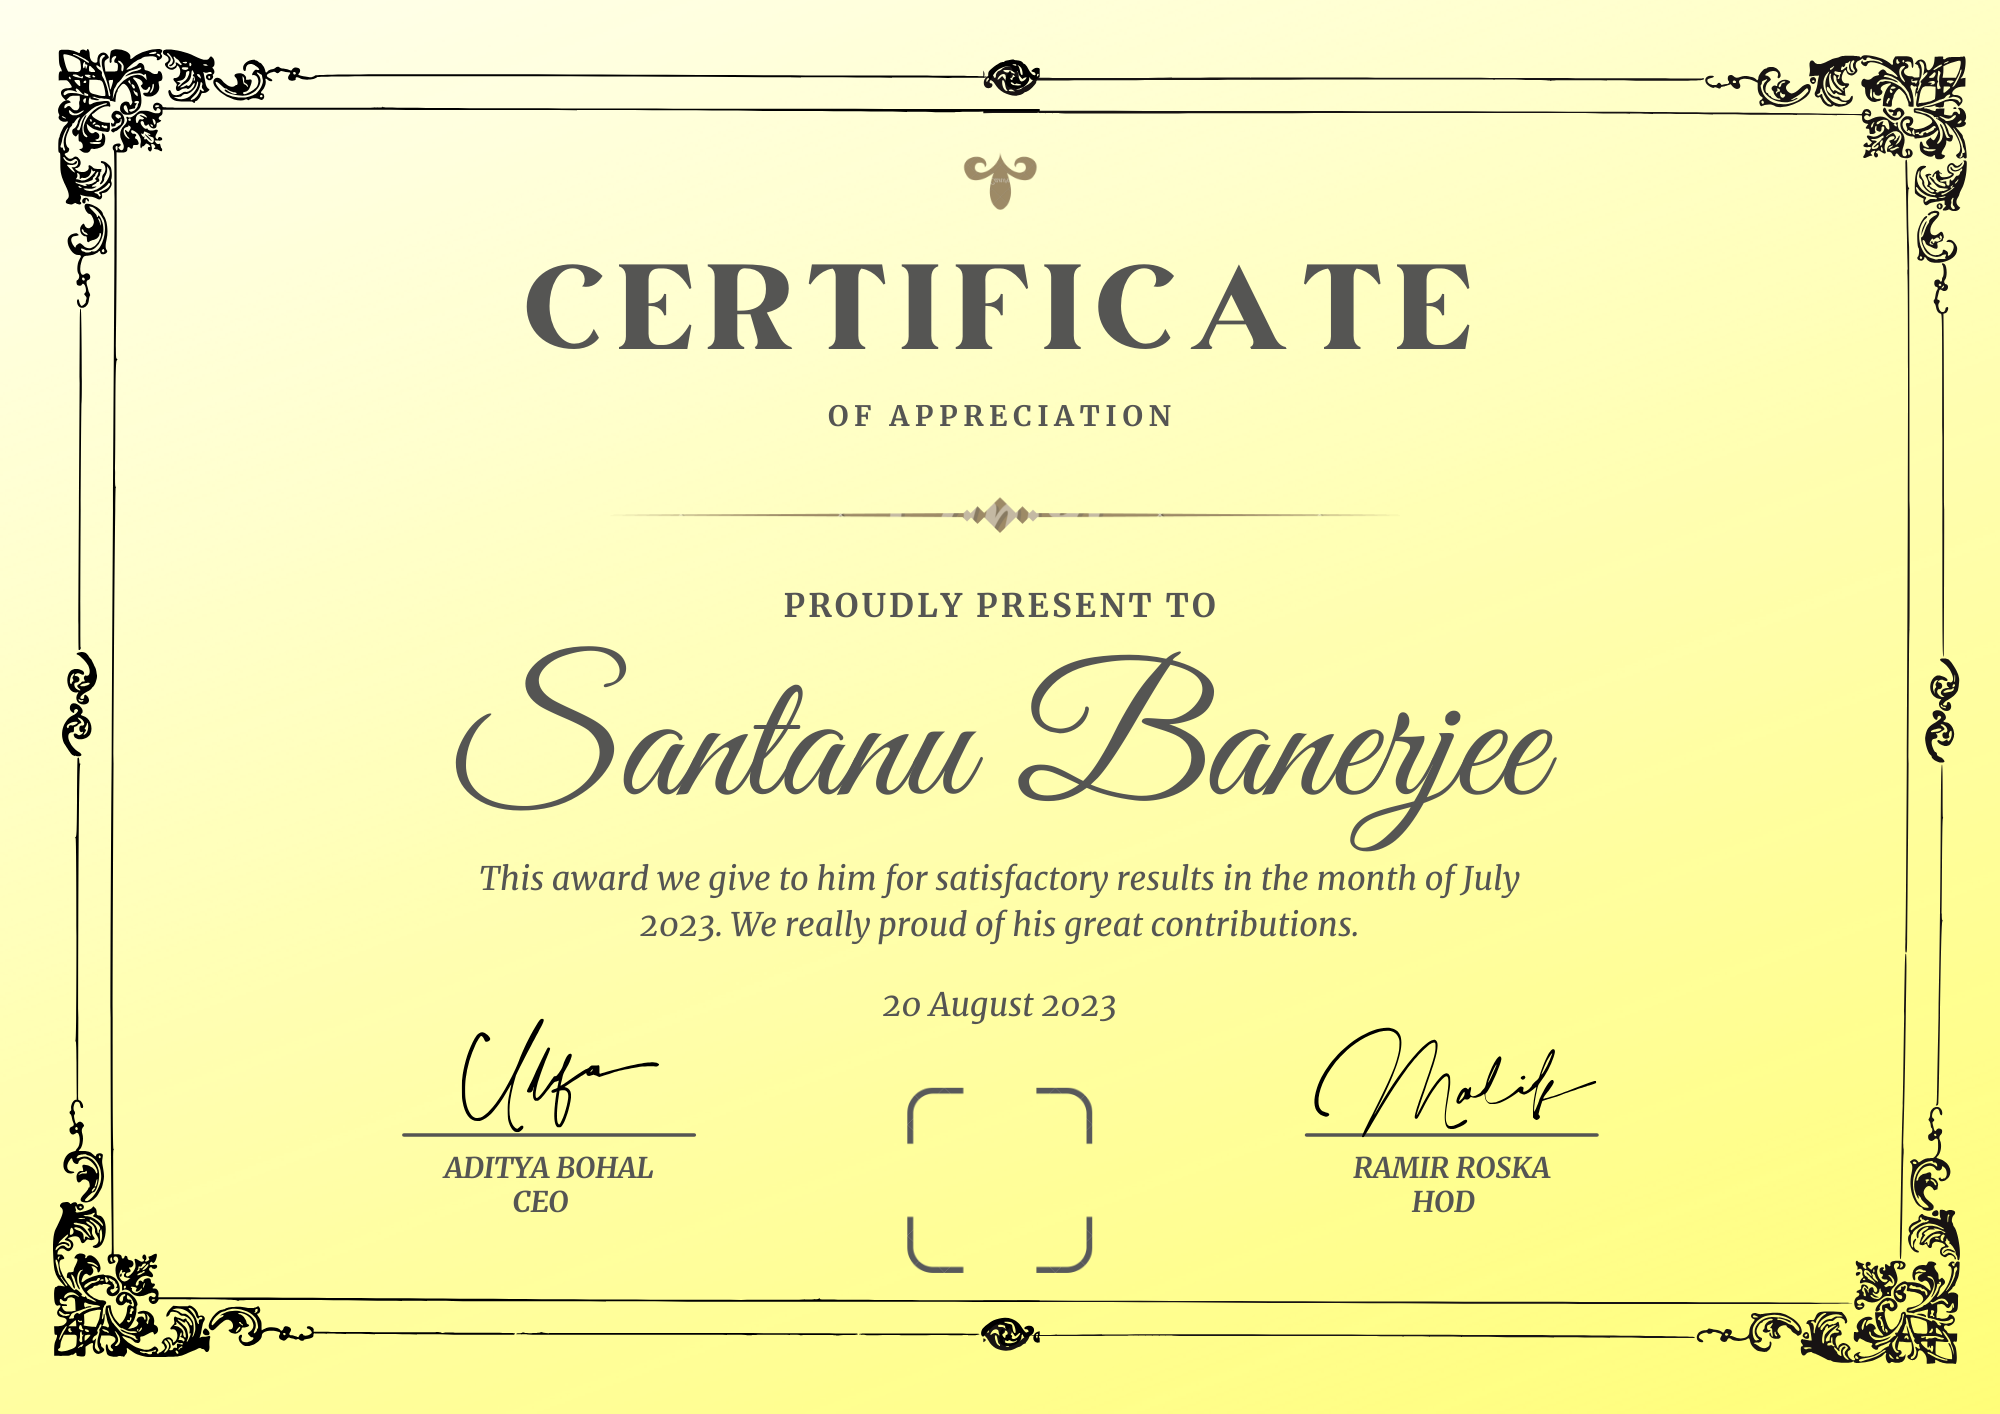 CERTIFICATE
OF APPRECIATION
PROUDLY PRESENT TO
Santanu Banerjee
This award we give to him for satisfactory results in the month of July
2023. We really proud of his great contributions.
20 August 2023
Malik
ADITYA BOHAL
CEO
RAMIR ROSKA
HOD